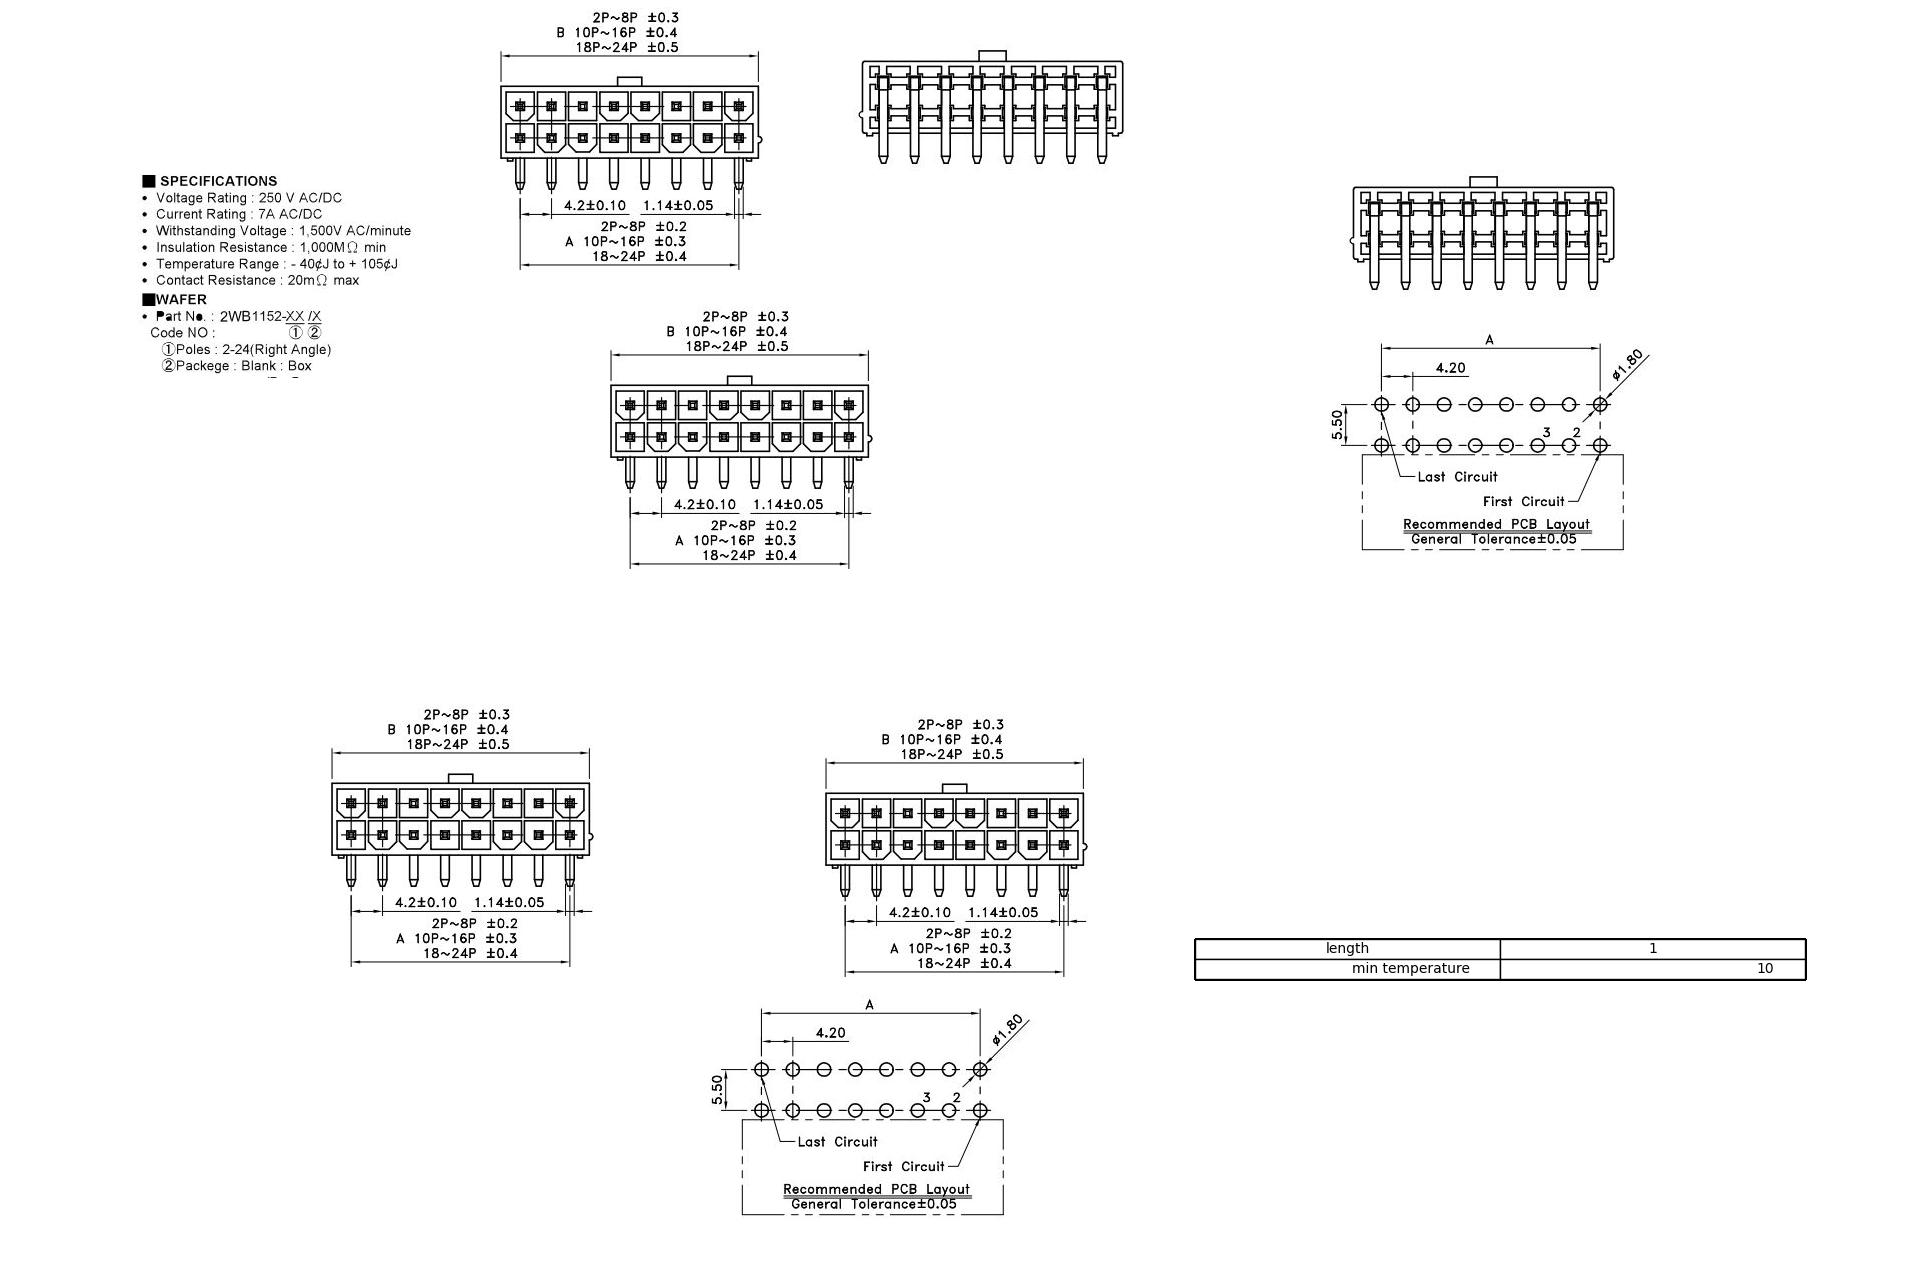 2P~8P ±0.3
B 10P~16P ±0.4
18P~24P ±0.5
4.2±0.10 1.14±0.05
2P~8P ±0.2
A 10P~16P ±0.3
18~24P ±0.4
■ SPECIFICATIONS
• Voltage Rating : 250 V AC/DC
• Current Rating : 7A AC/DC
• Withstanding Voltage : 1,500V AC/minute
• Insulation Resistance : 1,000MΩ min
• Temperature Range : - 40¢J to + 105¢J
• Contact Resistance : 20mΩ max
■WAFER
• Part No. : 2WB1152-XX /X
Code NO : ① ②
①Poles : 2-24(Right Angle)
②Packege : Blank : Box
2P~8P ±0.3
B 10P~16P ±0.4
18P~24P ±0.5
4.2±0.10 1.14±0.05
2P~8P ±0.2
A 10P~16P ±0.3
18~24P ±0.4
A
4.20
ø1.80
5.50
3 2
Last Circuit
First Circuit
Recommended PCB Layout
General Tolerance±0.05
2P~8P ±0.3
B 10P~16P ±0.4
18P~24P ±0.5
4.2±0.10 1.14±0.05
2P~8P ±0.2
A 10P~16P ±0.3
18~24P ±0.4
2P~8P ±0.3
B 10P~16P ±0.4
18P~24P ±0.5
4.2±0.10 1.14±0.05
2P~8P ±0.2
A 10P~16P ±0.3
18~24P ±0.4
length 1
min temperature 10
A
4.20
ø1.80
5.50
3 2
Last Circuit
First Circuit
Recommended PCB Layout
General Tolerance±0.05